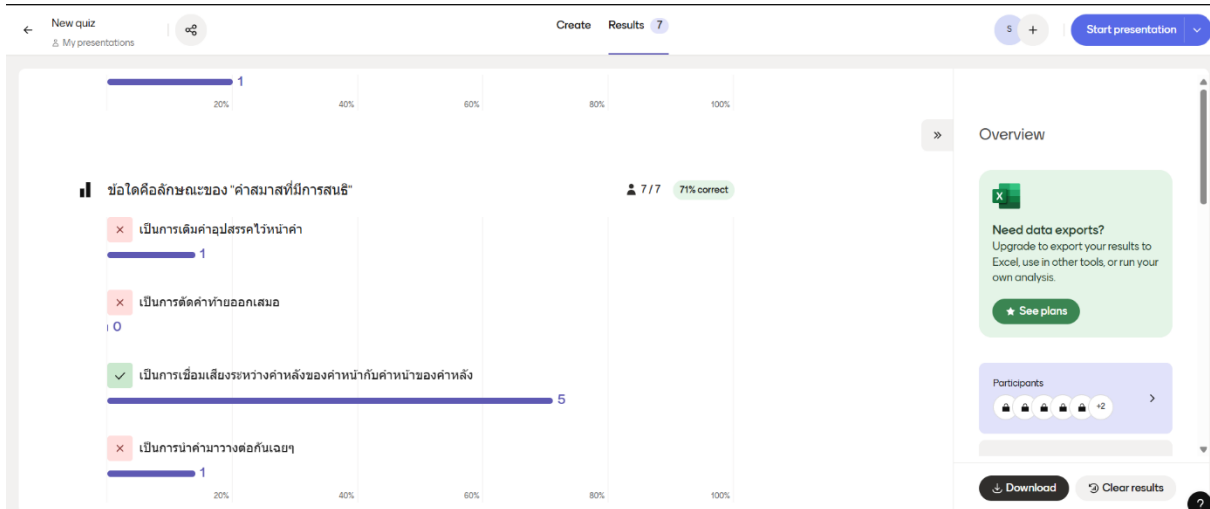 New quiz
My presentations
Create Results 7
S +
Start presentation
1
20% 40% 60% 80% 100%
Overview
ข้อใดคือลักษณะของ "คำสมาสที่มีการสนธิ"
7 / 7 71% correct
เป็นการเติมคำอุปสรรคไว้หน้าคำ
1
เป็นการตัดคำท้ายออกเสมอ
0
เป็นการเชื่อมเสียงระหว่างคำหลังของคำหน้ากับคำหน้าของคำหลัง
5
เป็นการนำคำมาวางต่อกันเฉยๆ
1
20% 40% 60% 80% 100%
Need data exports?
Upgrade to export your results to
Excel, use in other tools, or run your
own analysis.
See plans
Participants
+2
Download Clear results
?